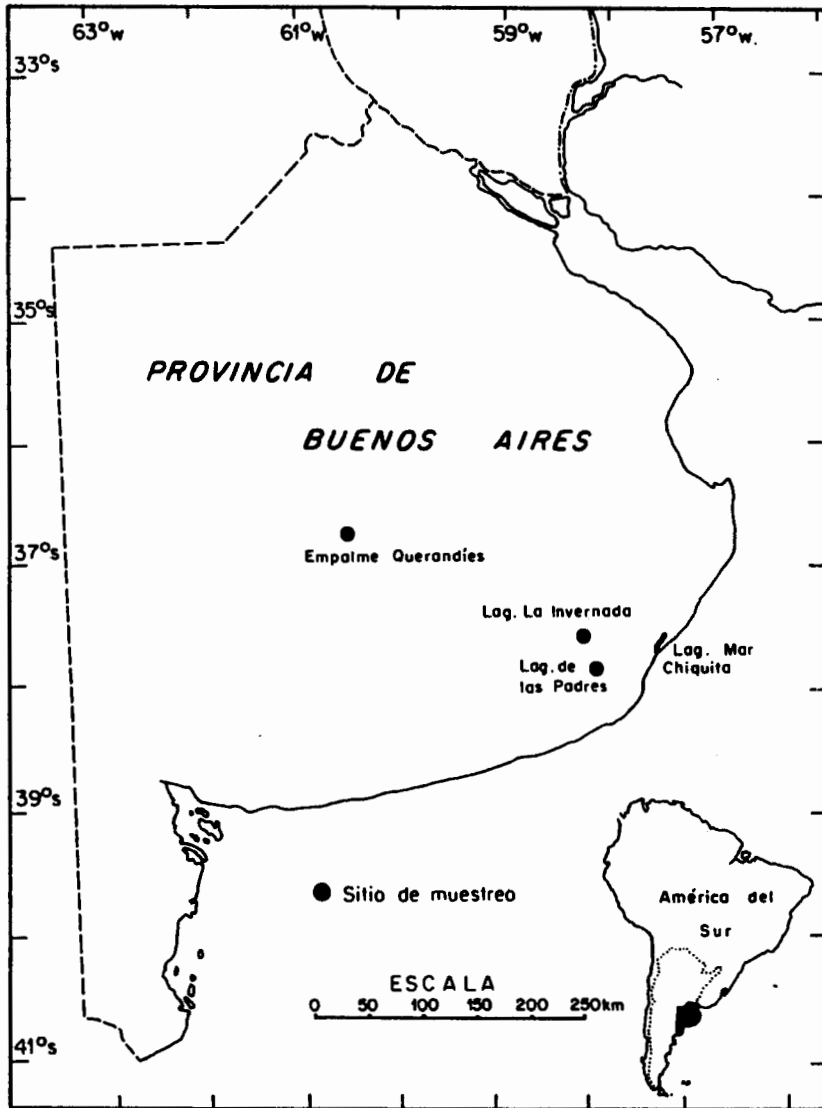 63°w 61°w 59°w 57°w
33°s
35°s
PROVINCIA DE
BUENOS AIRES
37°s
Empalme Querandíes
Lag. La Invernada
Lag. Mar
Chiquita
Lag. de
las Padres
39°s
Sitio de muestreo
América del
Sur
ESCALA
0 50 100 150 200 250km
41°s